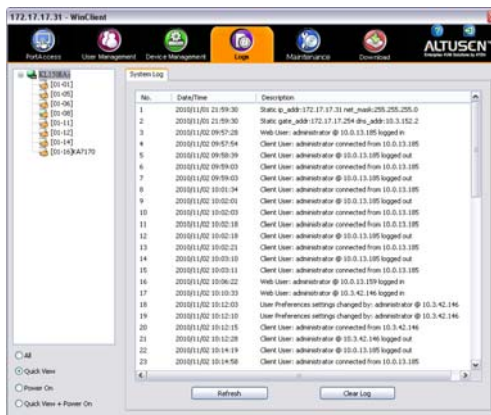 172.17.17.31 - WinClient
PortAccess User Management Device Management Logs Maintenance Download
ALTUSEN
System Log
[01-01]
[01-05]
[01-06]
[01-08]
[01-11]
[01-12]
[01-14]
[01-16]KA7170
No. Date/Time Description
1 2010/11/01 21:59:30 Static ip_addr:172.17.17.31 net_mask:255.255.255.0
2 2010/11/01 21:59:30 Static gate_addr:172.17.17.254 dns_addr:10.3.152.2
3 2010/11/02 09:57:28 Web User: administrator @ 10.0.13.185 logged in
4 2010/11/02 09:57:54 Client User: administrator connected from 10.0.13.185
5 2010/11/02 09:58:39 Client User: administrator @ 10.0.13.185 logged out
6 2010/11/02 09:59:03 Client User: administrator connected from 10.0.13.185
7 2010/11/02 09:59:03 Client User: administrator @ 10.0.13.185 logged out
8 2010/11/02 10:01:34 Client User: administrator connected from 10.0.13.185
9 2010/11/02 10:02:01 Client User: administrator @ 10.0.13.185 logged out
10 2010/11/02 10:02:03 Client User: administrator connected from 10.0.13.185
11 2010/11/02 10:02:18 Client User: administrator connected from 10.0.13.185
12 2010/11/02 10:02:18 Client User: administrator @ 10.0.13.185 logged out
13 2010/11/02 10:02:21 Client User: administrator connected from 10.0.13.185
14 2010/11/02 10:03:10 Client User: administrator @ 10.0.13.185 logged out
15 2010/11/02 10:03:11 Client User: administrator connected from 10.0.13.185
16 2010/11/02 10:06:22 Web User: administrator @ 10.0.13.159 logged in
17 2010/11/02 10:10:33 Web User: administrator @ 10.3.42.146 logged in
18 2010/11/02 10:12:03 User Preferences settings changed by: administrator @ 10.3.42.146
19 2010/11/02 10:12:10 User Preferences settings changed by: administrator @ 10.3.42.146
20 2010/11/02 10:12:15 Client User: administrator connected from 10.3.42.146
21 2010/11/02 10:12:28 Client User: @ 10.3.42.146 logged out
22 2010/11/02 10:14:19 Client User: administrator @ 10.0.13.185 logged out
23 2010/11/02 10:14:58 Client User: administrator connected from 10.0.13.185
All
Quick View
Power On
Quick View + Power On
Refresh Clear Log